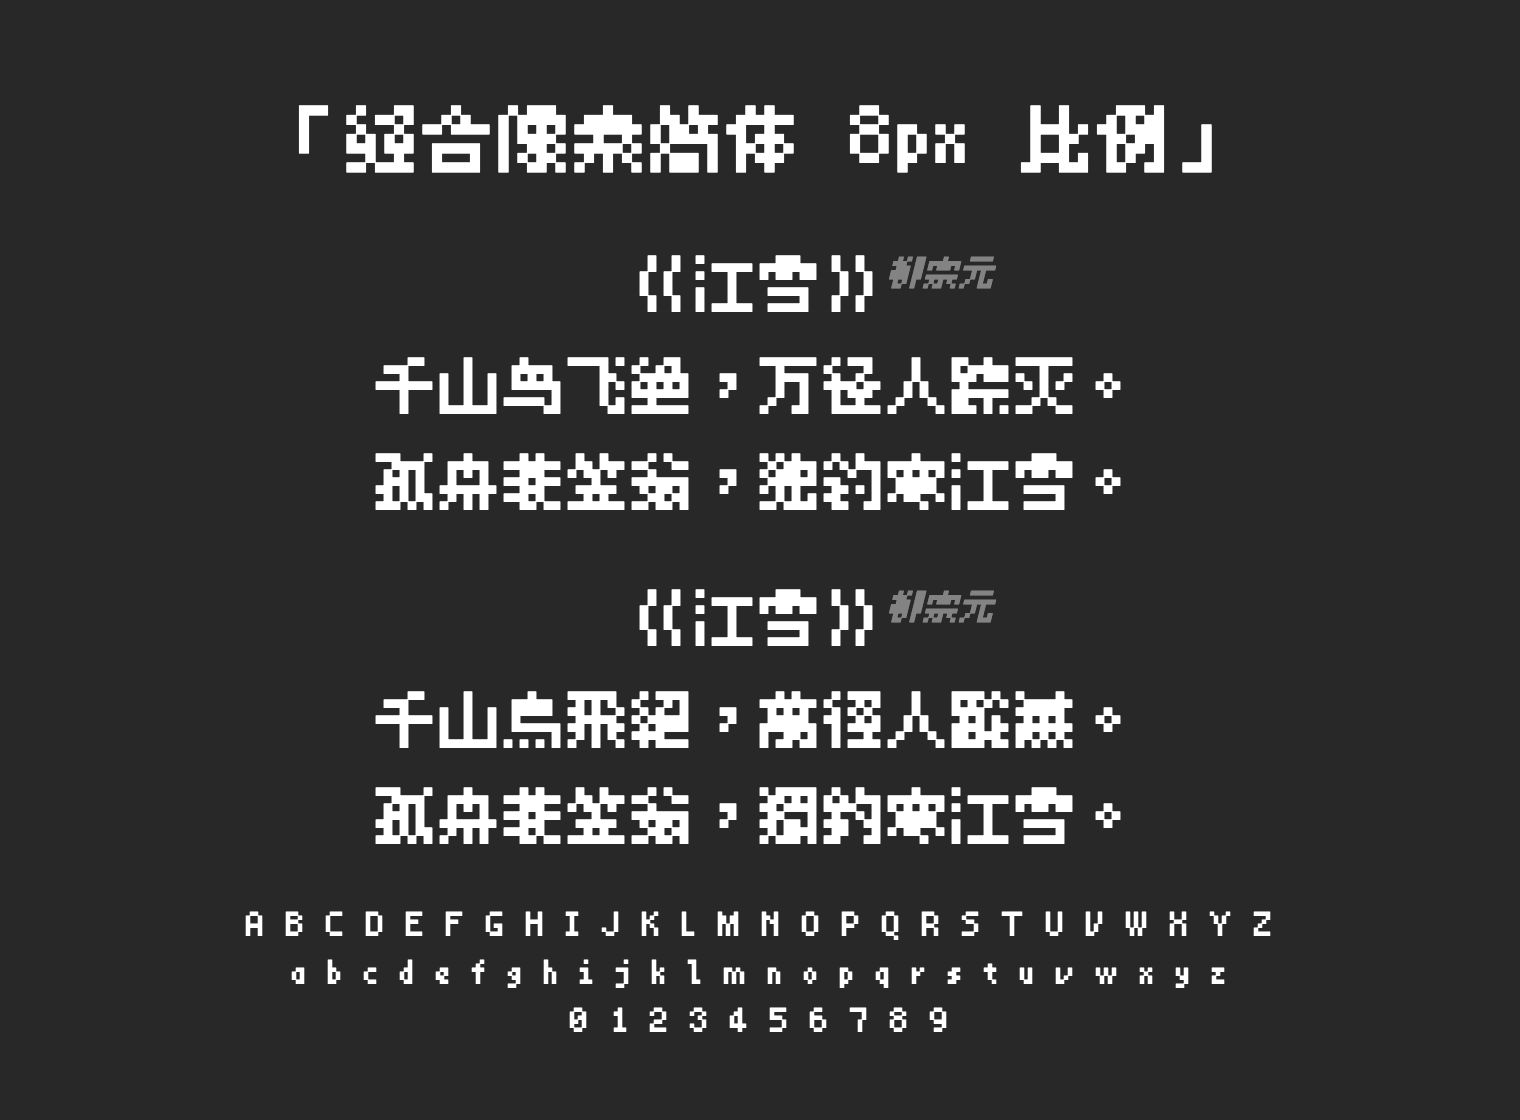 「缝合像素简体 8px 比例」
《江雪》柳宗元
千山鸟飞绝，万径人踪灭。
孤舟蓑笠翁，独钓寒江雪。
《江雪》柳宗元
千山鳥飛絕，萬徑人蹤滅。
孤舟蓑笠翁，獨釣寒江雪。
A B C D E F G H I J K L M N O P Q R S T U V W X Y Z
a b c d e f g h i j k l m n o p q r s t u v w x y z
0 1 2 3 4 5 6 7 8 9